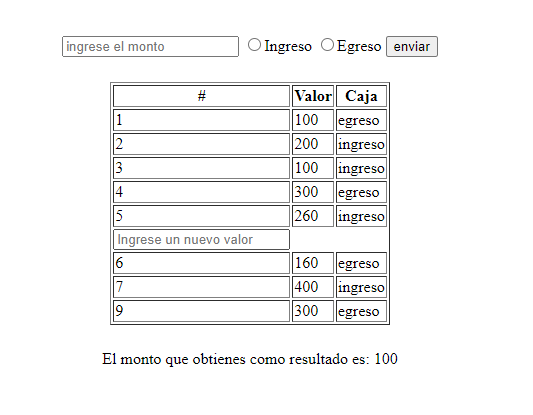 ingrese el monto Ingreso Egreso enviar
# Valor Caja
1 100 egreso
2 200 ingreso
3 100 ingreso
4 300 egreso
5 260 ingreso
Ingrese un nuevo valor
6 160 egreso
7 400 ingreso
9 300 egreso
El monto que obtienes como resultado es: 100